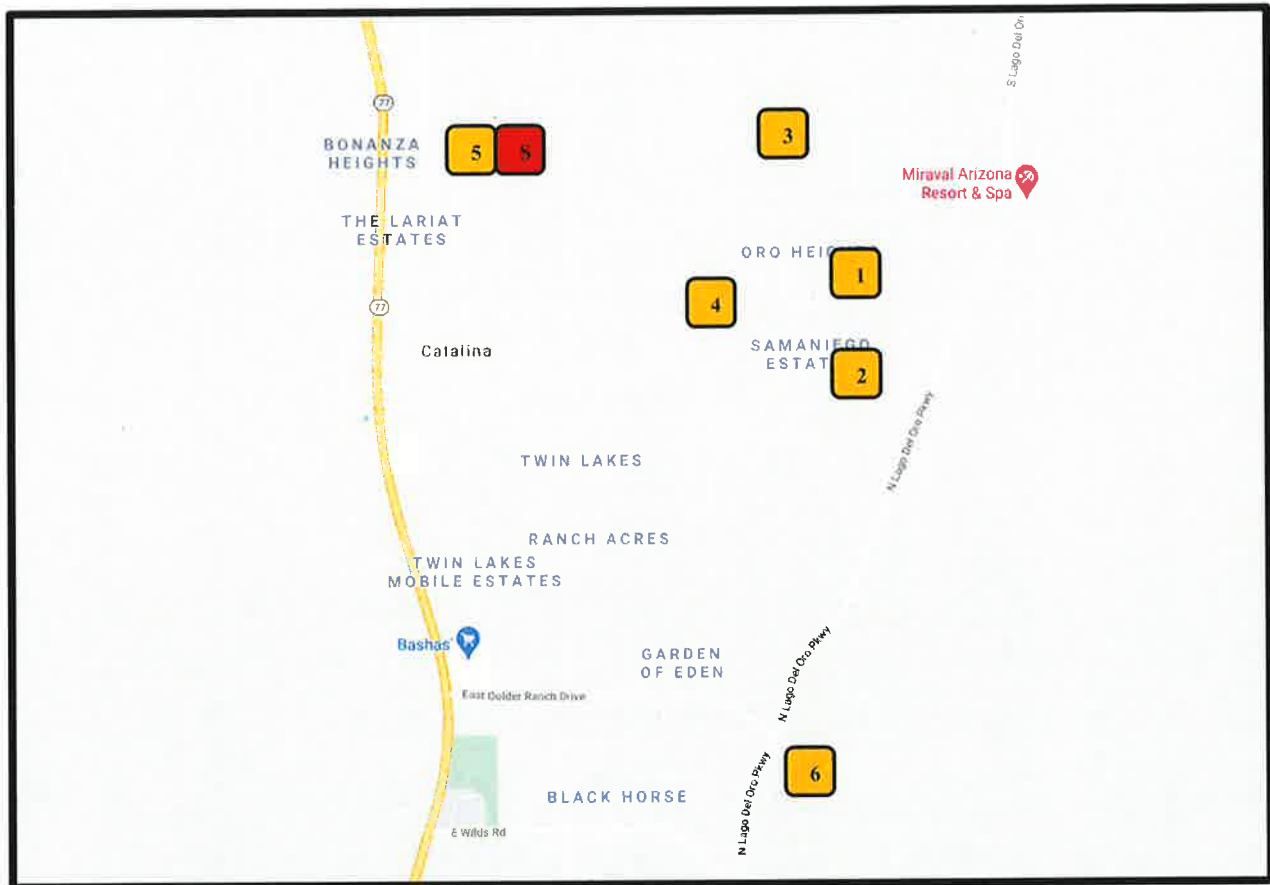 S Lago Del Or
77
BONANZA
HEIGHTS
5
S
3
Miraval Arizona
Resort & Spa
THE LARIAT
ESTATES
ORO HEIG
1
4
77
Catalina
SAMANIEGO
ESTAT
2
N Lago Del Oro Pkwy
TWIN LAKES
RANCH ACRES
TWIN LAKES
MOBILE ESTATES
Bashas'
GARDEN
OF EDEN
N Lago Del Oro Pkwy
East Golder Ranch Drive
6
N Lago Del Oro Pkwy
BLACK HORSE
E Wilds Rd